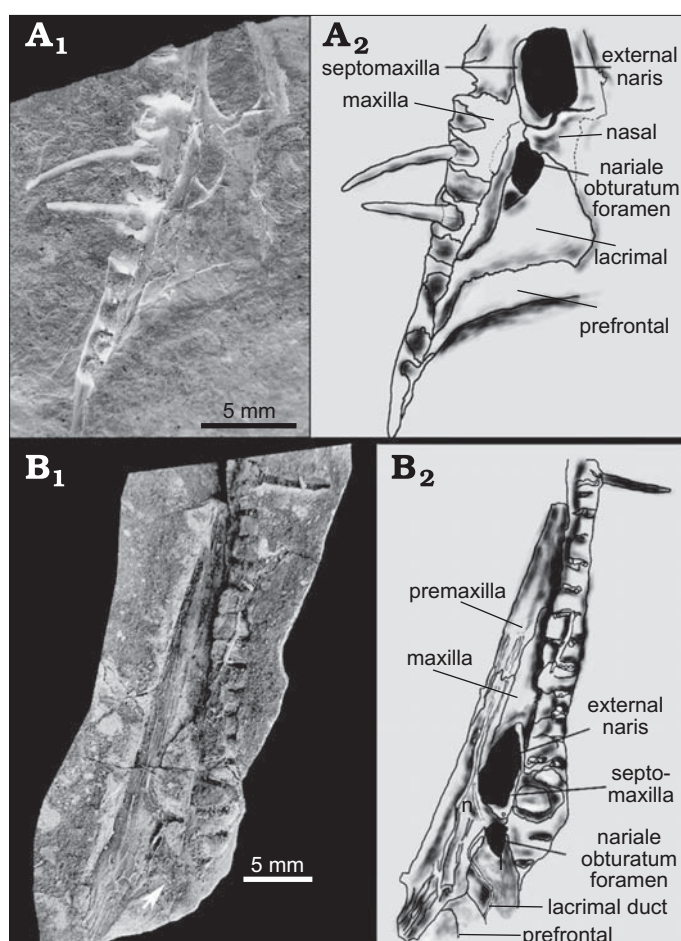 A1
5 mm
A2
septomaxilla
maxilla
external
naris
nasal
nariale
obturatum
foramen
lacrimal
prefrontal
B1
5 mm
B2
premaxilla
maxilla
external
naris
septo-
maxilla
n
nariale
obturatum
foramen
l
lacrimal duct
prefrontal